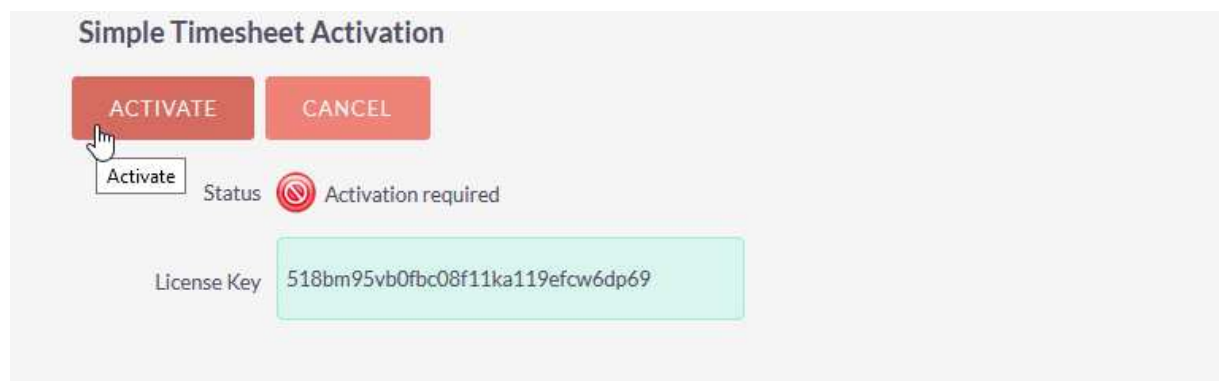 Simple Timesheet Activation
ACTIVATE CANCEL
Activate
Status Activation required
License Key 518bm95vb0fbc08f11ka119efcw6dp69